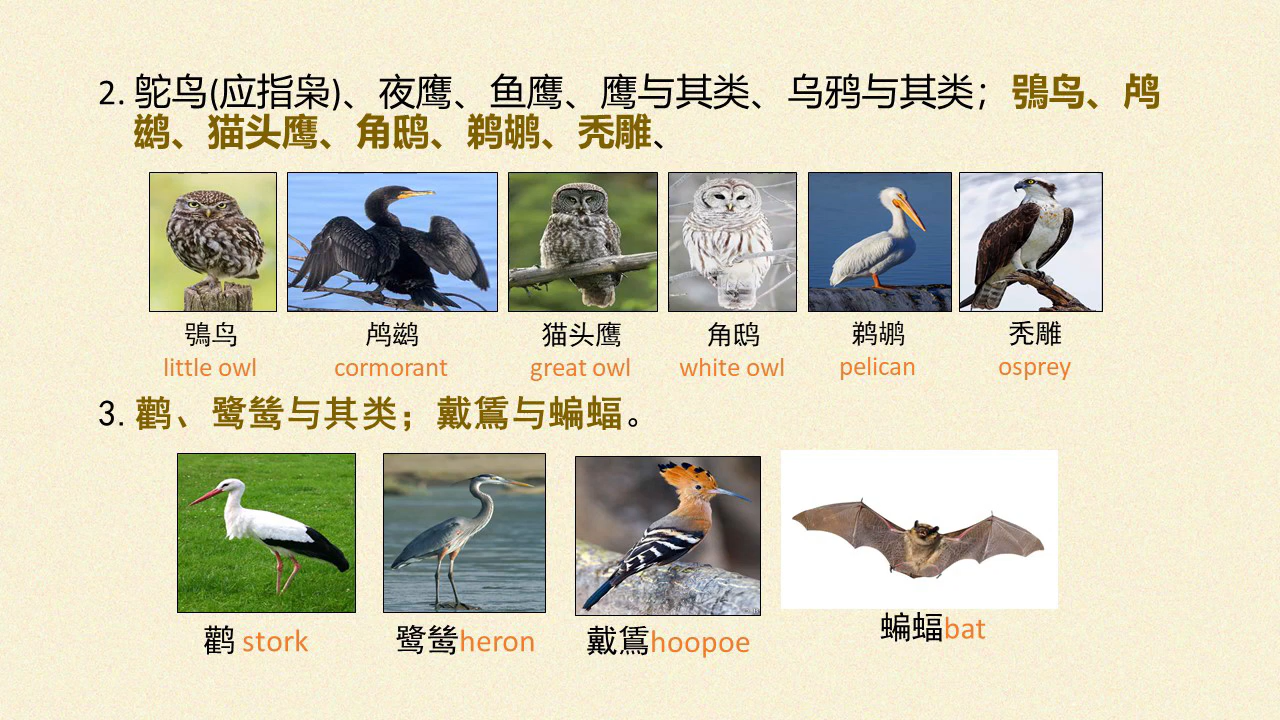 2. 鸵鸟(应指枭)、夜鹰、鱼鹰、鹰与其类、乌鸦与其类；鴞鸟、鸬
鹚、猫头鹰、角鸱、鹈鹕、秃雕、
鴞鸟 鸬鹚 猫头鹰 角鸱 鹈鹕 秃雕
little owl cormorant great owl white owl pelican osprey
3. 鹳、鹭鸶与其类；戴鵀与蝙蝠。
鹳 stork 鹭鸶heron 戴鵀hoopoe 蝙蝠bat